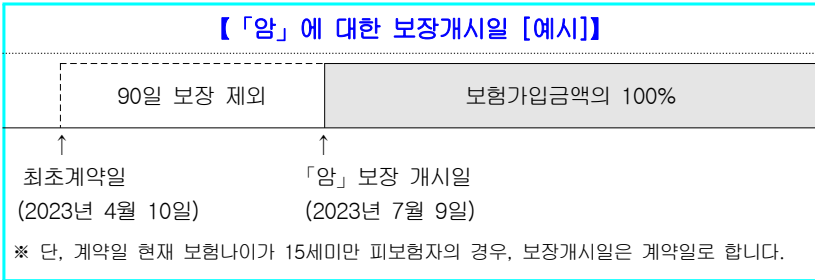 【「암」에 대한 보장개시일 [예시]】
90일 보장 제외 보험가입금액의 100%
↑ ↑
최초계약일 「암」보장 개시일
(2023년 4월 10일) (2023년 7월 9일)
※ 단, 계약일 현재 보험나이가 15세미만 피보험자의 경우, 보장개시일은 계약일로 합니다.